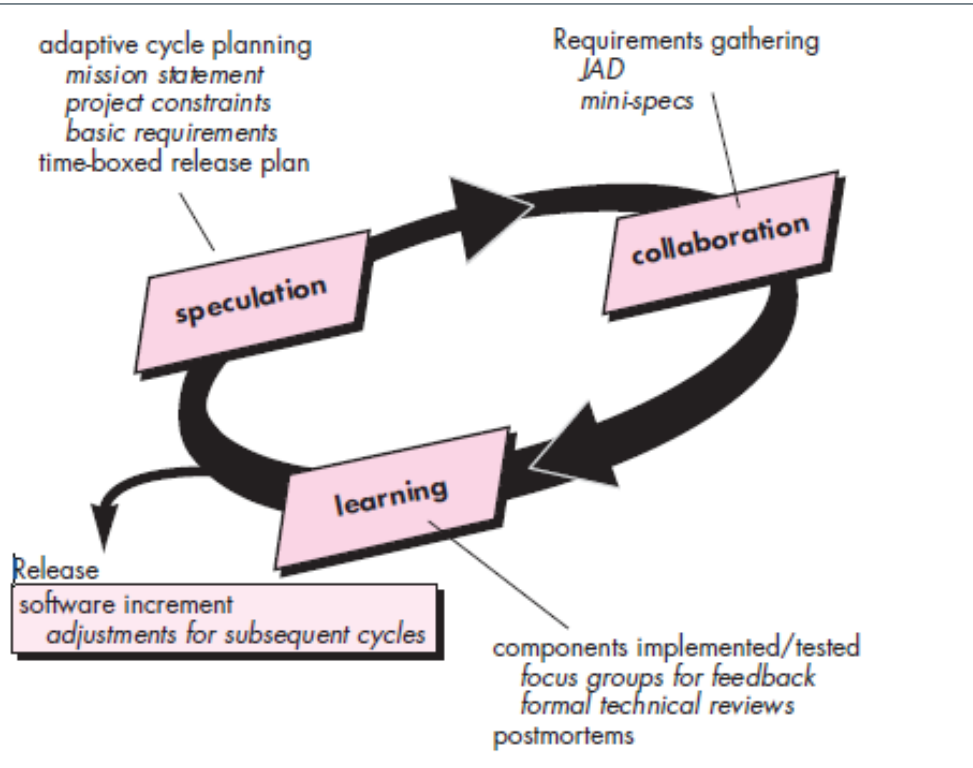 adaptive cycle planning
mission statement
project constraints
basic requirements
time-boxed release plan
Requirements gathering
JAD
mini-specs
speculation
collaboration
learning
Release
software increment
adjustments for subsequent cycles
components implemented/tested
focus groups for feedback
formal technical reviews
postmortems